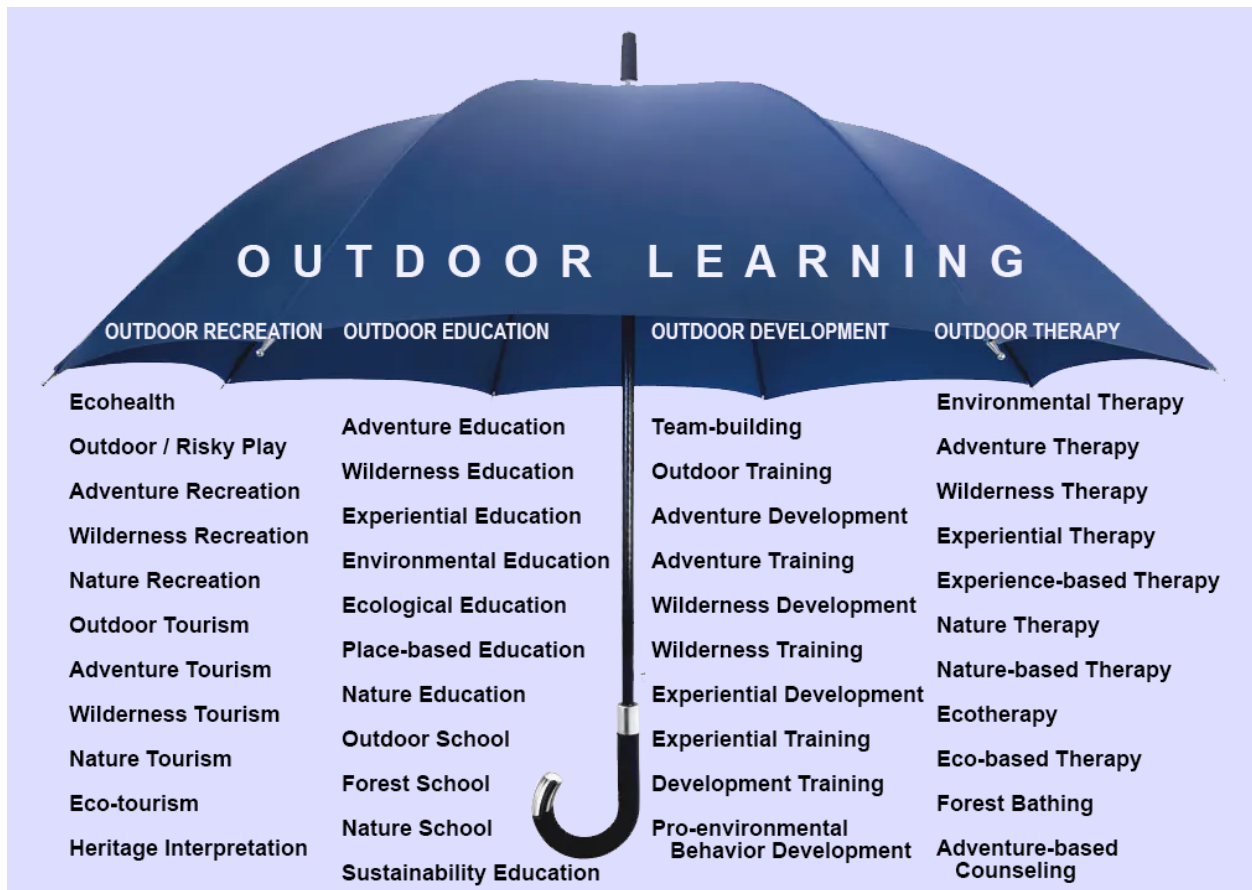 OUTDOOR LEARNING
OUTDOOR RECREATION
Ecohealth
Outdoor / Risky Play
Adventure Recreation
Wilderness Recreation
Nature Recreation
Outdoor Tourism
Adventure Tourism
Wilderness Tourism
Nature Tourism
Eco-tourism
Heritage Interpretation
OUTDOOR EDUCATION
Adventure Education
Wilderness Education
Experiential Education
Environmental Education
Ecological Education
Place-based Education
Nature Education
Outdoor School
Forest School
Nature School
Sustainability Education
OUTDOOR DEVELOPMENT
Team-building
Outdoor Training
Adventure Development
Adventure Training
Wilderness Development
Wilderness Training
Experiential Development
Experiential Training
Development Training
Pro-environmental
Behavior Development
OUTDOOR THERAPY
Environmental Therapy
Adventure Therapy
Wilderness Therapy
Experiential Therapy
Experience-based Therapy
Nature Therapy
Nature-based Therapy
Ecotherapy
Eco-based Therapy
Forest Bathing
Adventure-based
Counseling